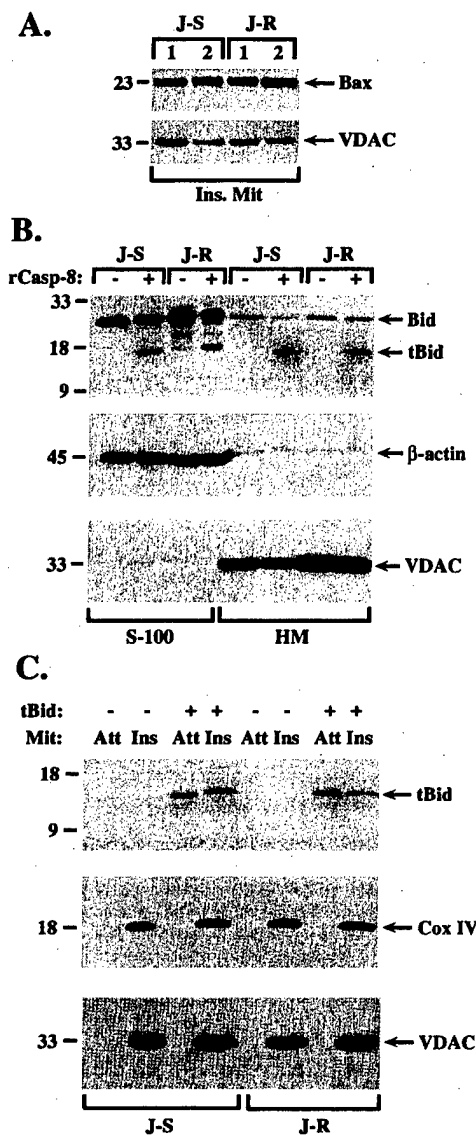 A.
J-S J-R
1 2 1 2
23 Bax
33 VDAC
Ins. Mit
B.
J-S J-R J-S J-R
rCasp-8: - + - + - + - +
33 Bid
18 tBid
9
45 β-actin
33 VDAC
S-100 HM
C.
tBid: - - + + - - + +
Mit: Att Ins Att Ins Att Ins Att Ins
18
tBid
9
18 Cox IV
33 VDAC
J-S J-R